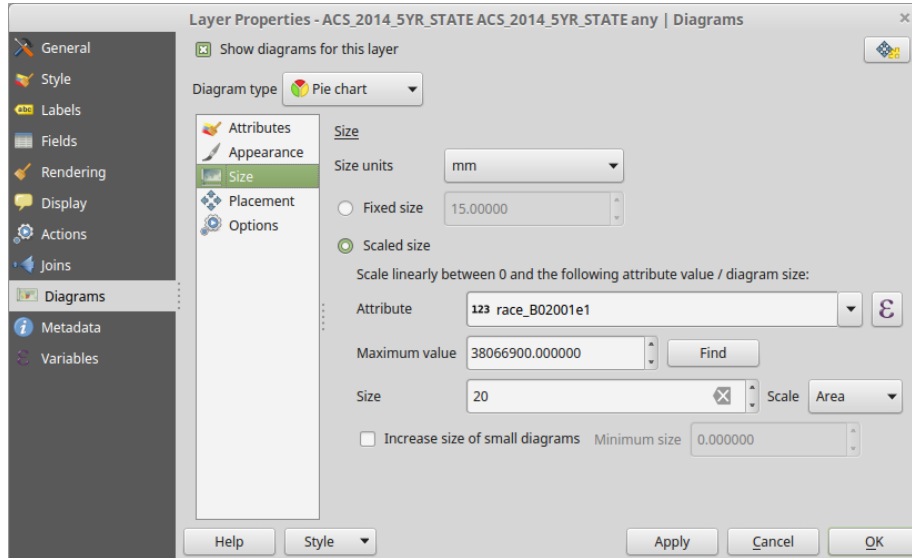 Layer Properties - ACS_2014_5YR_STATE ACS_2014_5YR_STATE any | Diagrams
General
Style
abc Labels
Fields
Rendering
Display
Actions
Joins
Diagrams
Metadata
Variables
Show diagrams for this layer
Diagram type Pie chart
Attributes
Appearance
Size
Placement
Options
Size
Size units mm
Fixed size 15.00000
Scaled size
Scale linearly between 0 and the following attribute value / diagram size:
Attribute 123 race_B02001e1 ε
Maximum value 38066900.000000 Find
Size 20 Scale Area
Increase size of small diagrams Minimum size 0.000000
Help Style Apply Cancel OK